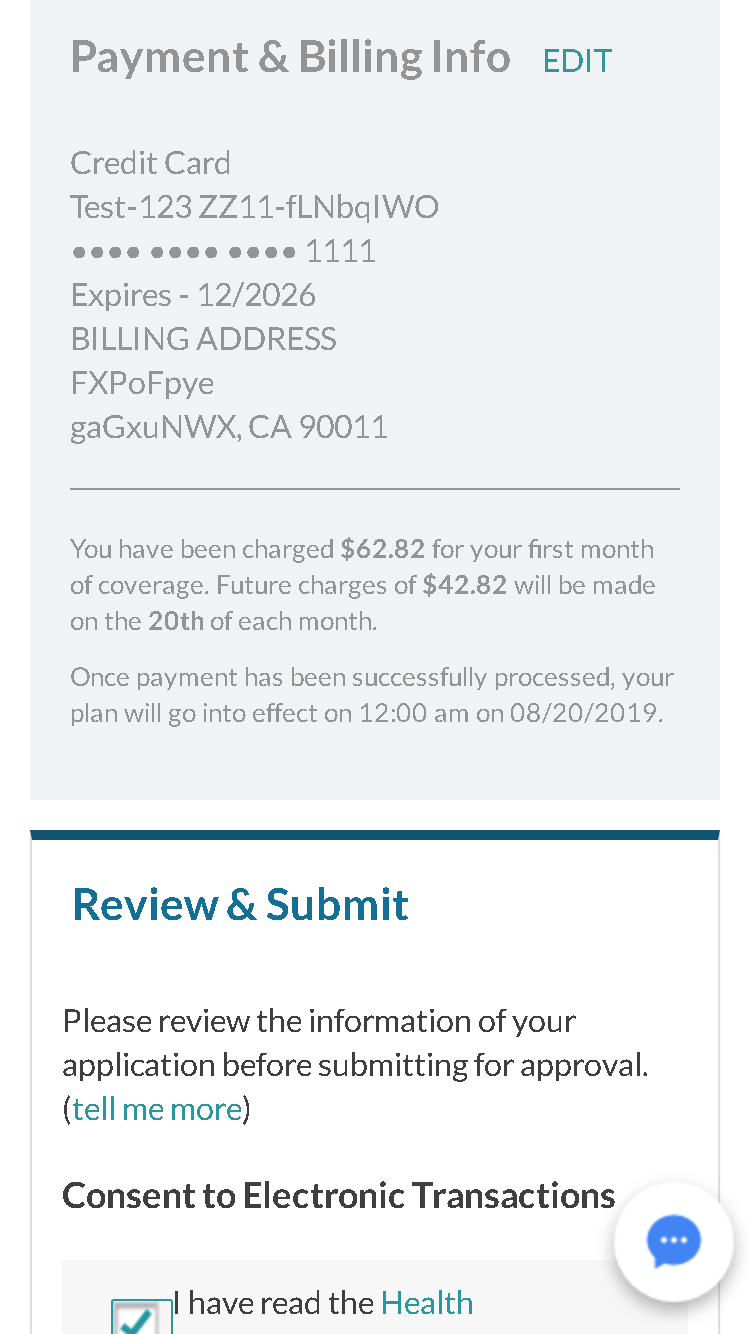 Payment & Billing Info EDIT
Credit Card
Test-123 ZZ11-fLNbqIWO
•••• •••• •••• 1111
Expires - 12/2026
BILLING ADDRESS
FXPoFpye
gaGxuNWX, CA 90011
You have been charged $62.82 for your first month
of coverage. Future charges of $42.82 will be made
on the 20th of each month.
Once payment has been successfully processed, your
plan will go into effect on 12:00 am on 08/20/2019.
Review & Submit
Please review the information of your
application before submitting for approval.
(tell me more)
Consent to Electronic Transactions
I have read the Health